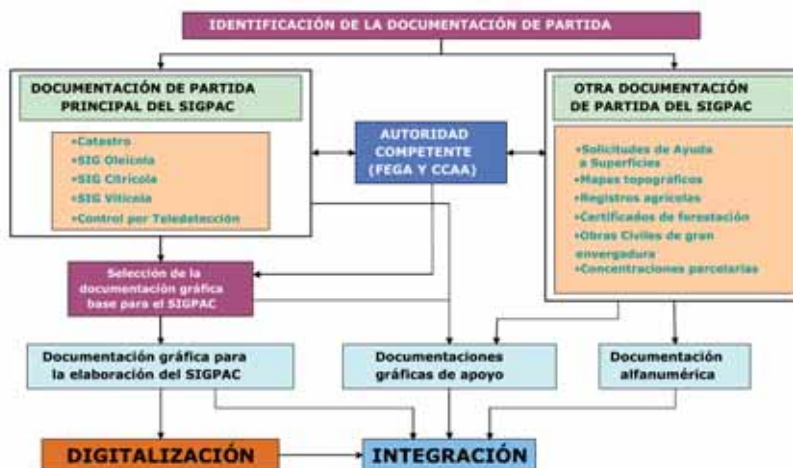 IDENTIFICACIÓN DE LA DOCUMENTACIÓN DE PARTIDA
DOCUMENTACIÓN DE PARTIDA
PRINCIPAL DEL SIGPAC
•Catastro
•SIG Oleícola
•SIG Citrícola
•SIG Vitícola
•Control por Teledetección
AUTORIDAD
COMPETENTE
(FEGA Y CCAA)
OTRA DOCUMENTACIÓN
DE PARTIDA DEL SIGPAC
•Solicitudes de Ayuda
a Superficies
•Mapas topográficos
•Registros agrícolas
•Certificados de forestación
•Obras Civiles de gran
envergadura
•Concentraciones parcelarias
Selección de la
documentación gráfica
base para el SIGPAC
Documentación gráfica para
la elaboración del SIGPAC
Documentaciones
gráficas de apoyo
Documentación
alfanumérica
DIGITALIZACIÓN
INTEGRACIÓN